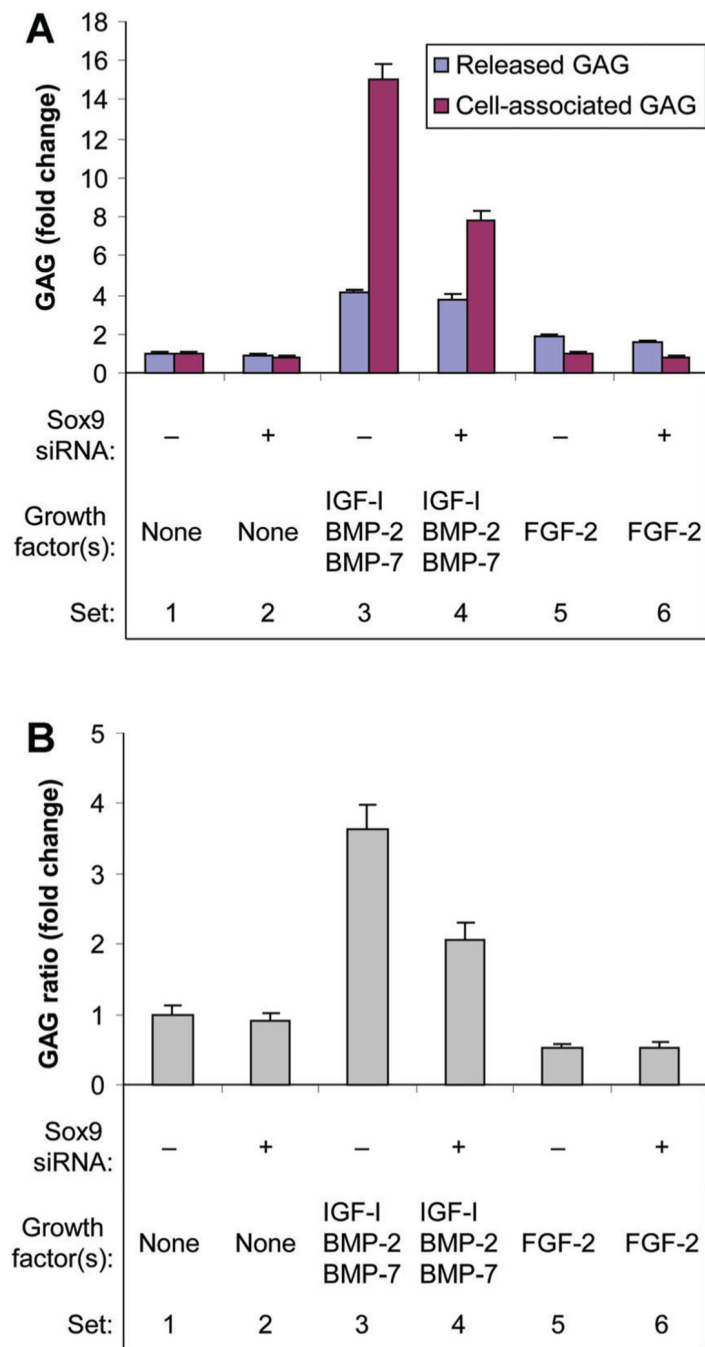 A
GAG (fold change)
18
16
14
12
10
8
6
4
2
0
Released GAG
Cell-associated GAG
Sox9 siRNA: – + – + – +
Growth factor(s): None None IGF-I BMP-2 BMP-7 IGF-I BMP-2 BMP-7 FGF-2 FGF-2
Set: 1 2 3 4 5 6
B
GAG ratio (fold change)
5
4
3
2
1
0
Sox9 siRNA: – + – + – +
Growth factor(s): None None IGF-I BMP-2 BMP-7 IGF-I BMP-2 BMP-7 FGF-2 FGF-2
Set: 1 2 3 4 5 6